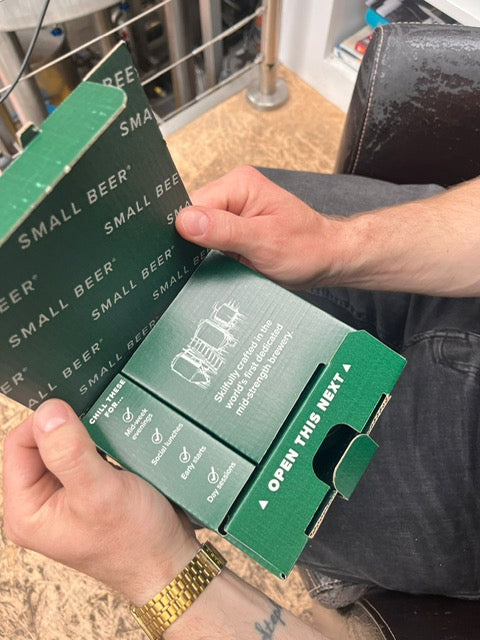 SMALL BEER®
SMALL BEER®
SMALL BEER®
SMALL BEER®
SMALL BEER®
SMALL BEER®
SMALL BEER
Skilfully crafted in the
world's first dedicated
mid-strength brewery.
CHILL THESE
FOR...
Mid-week
evenings
Social lunches
Early starts
Day sessions
▲ OPEN THIS NEXT ▲